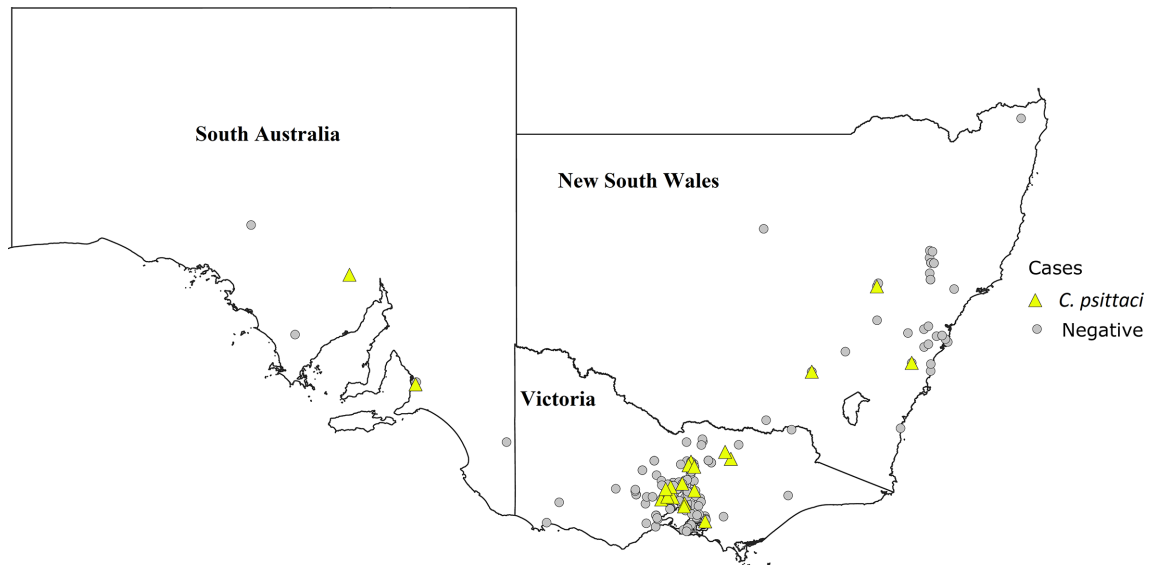 South Australia
New South Wales
Cases
C. psittaci
Negative
Victoria